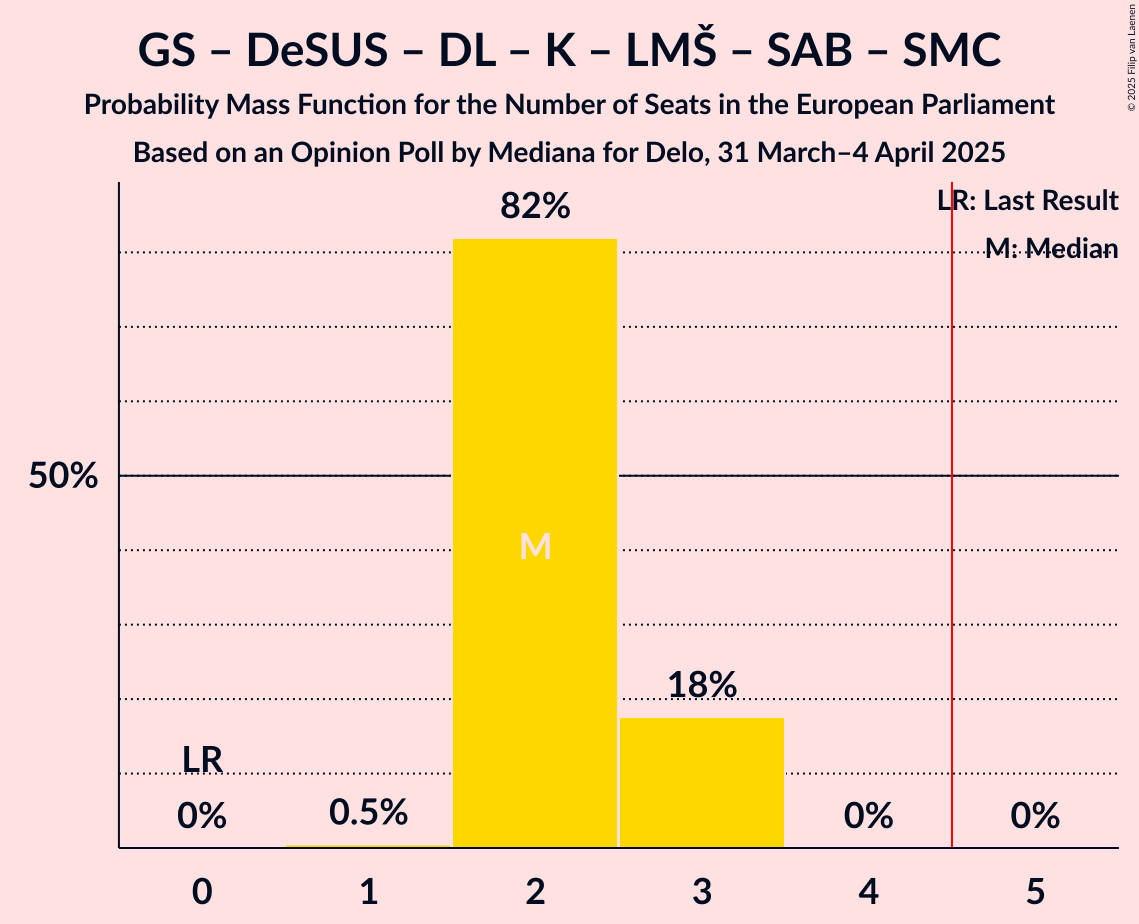 GS – DeSUS – DL – K – LMŠ – SAB – SMC
Probability Mass Function for the Number of Seats in the European Parliament
Based on an Opinion Poll by Mediana for Delo, 31 March–4 April 2025
© 2025 Filip van Laenen
LR: Last Result
M: Median
82%
50%
M
18%
LR
0%
0.5%
0%
0%
0 1 2 3 4 5